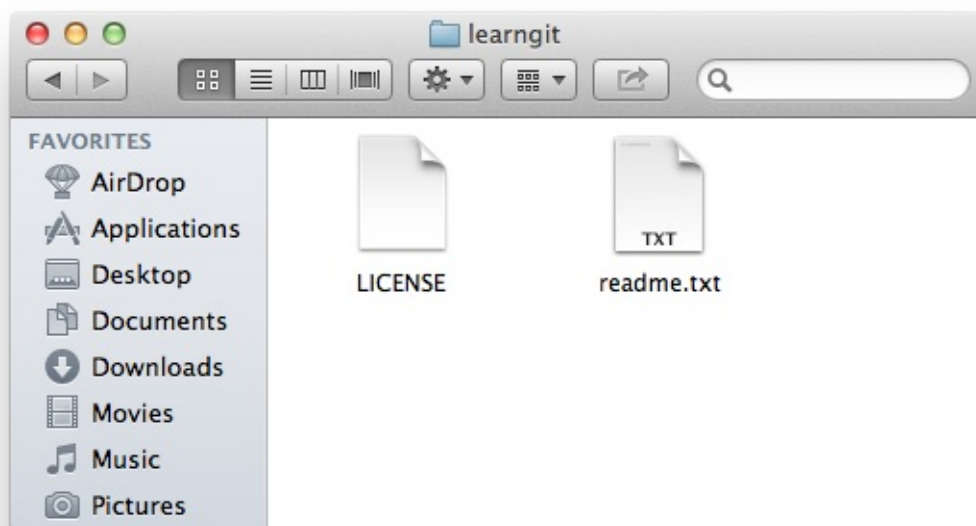 learngit
FAVORITES
AirDrop
Applications
Desktop
Documents
Downloads
Movies
Music
Pictures
LICENSE
TXT
readme.txt